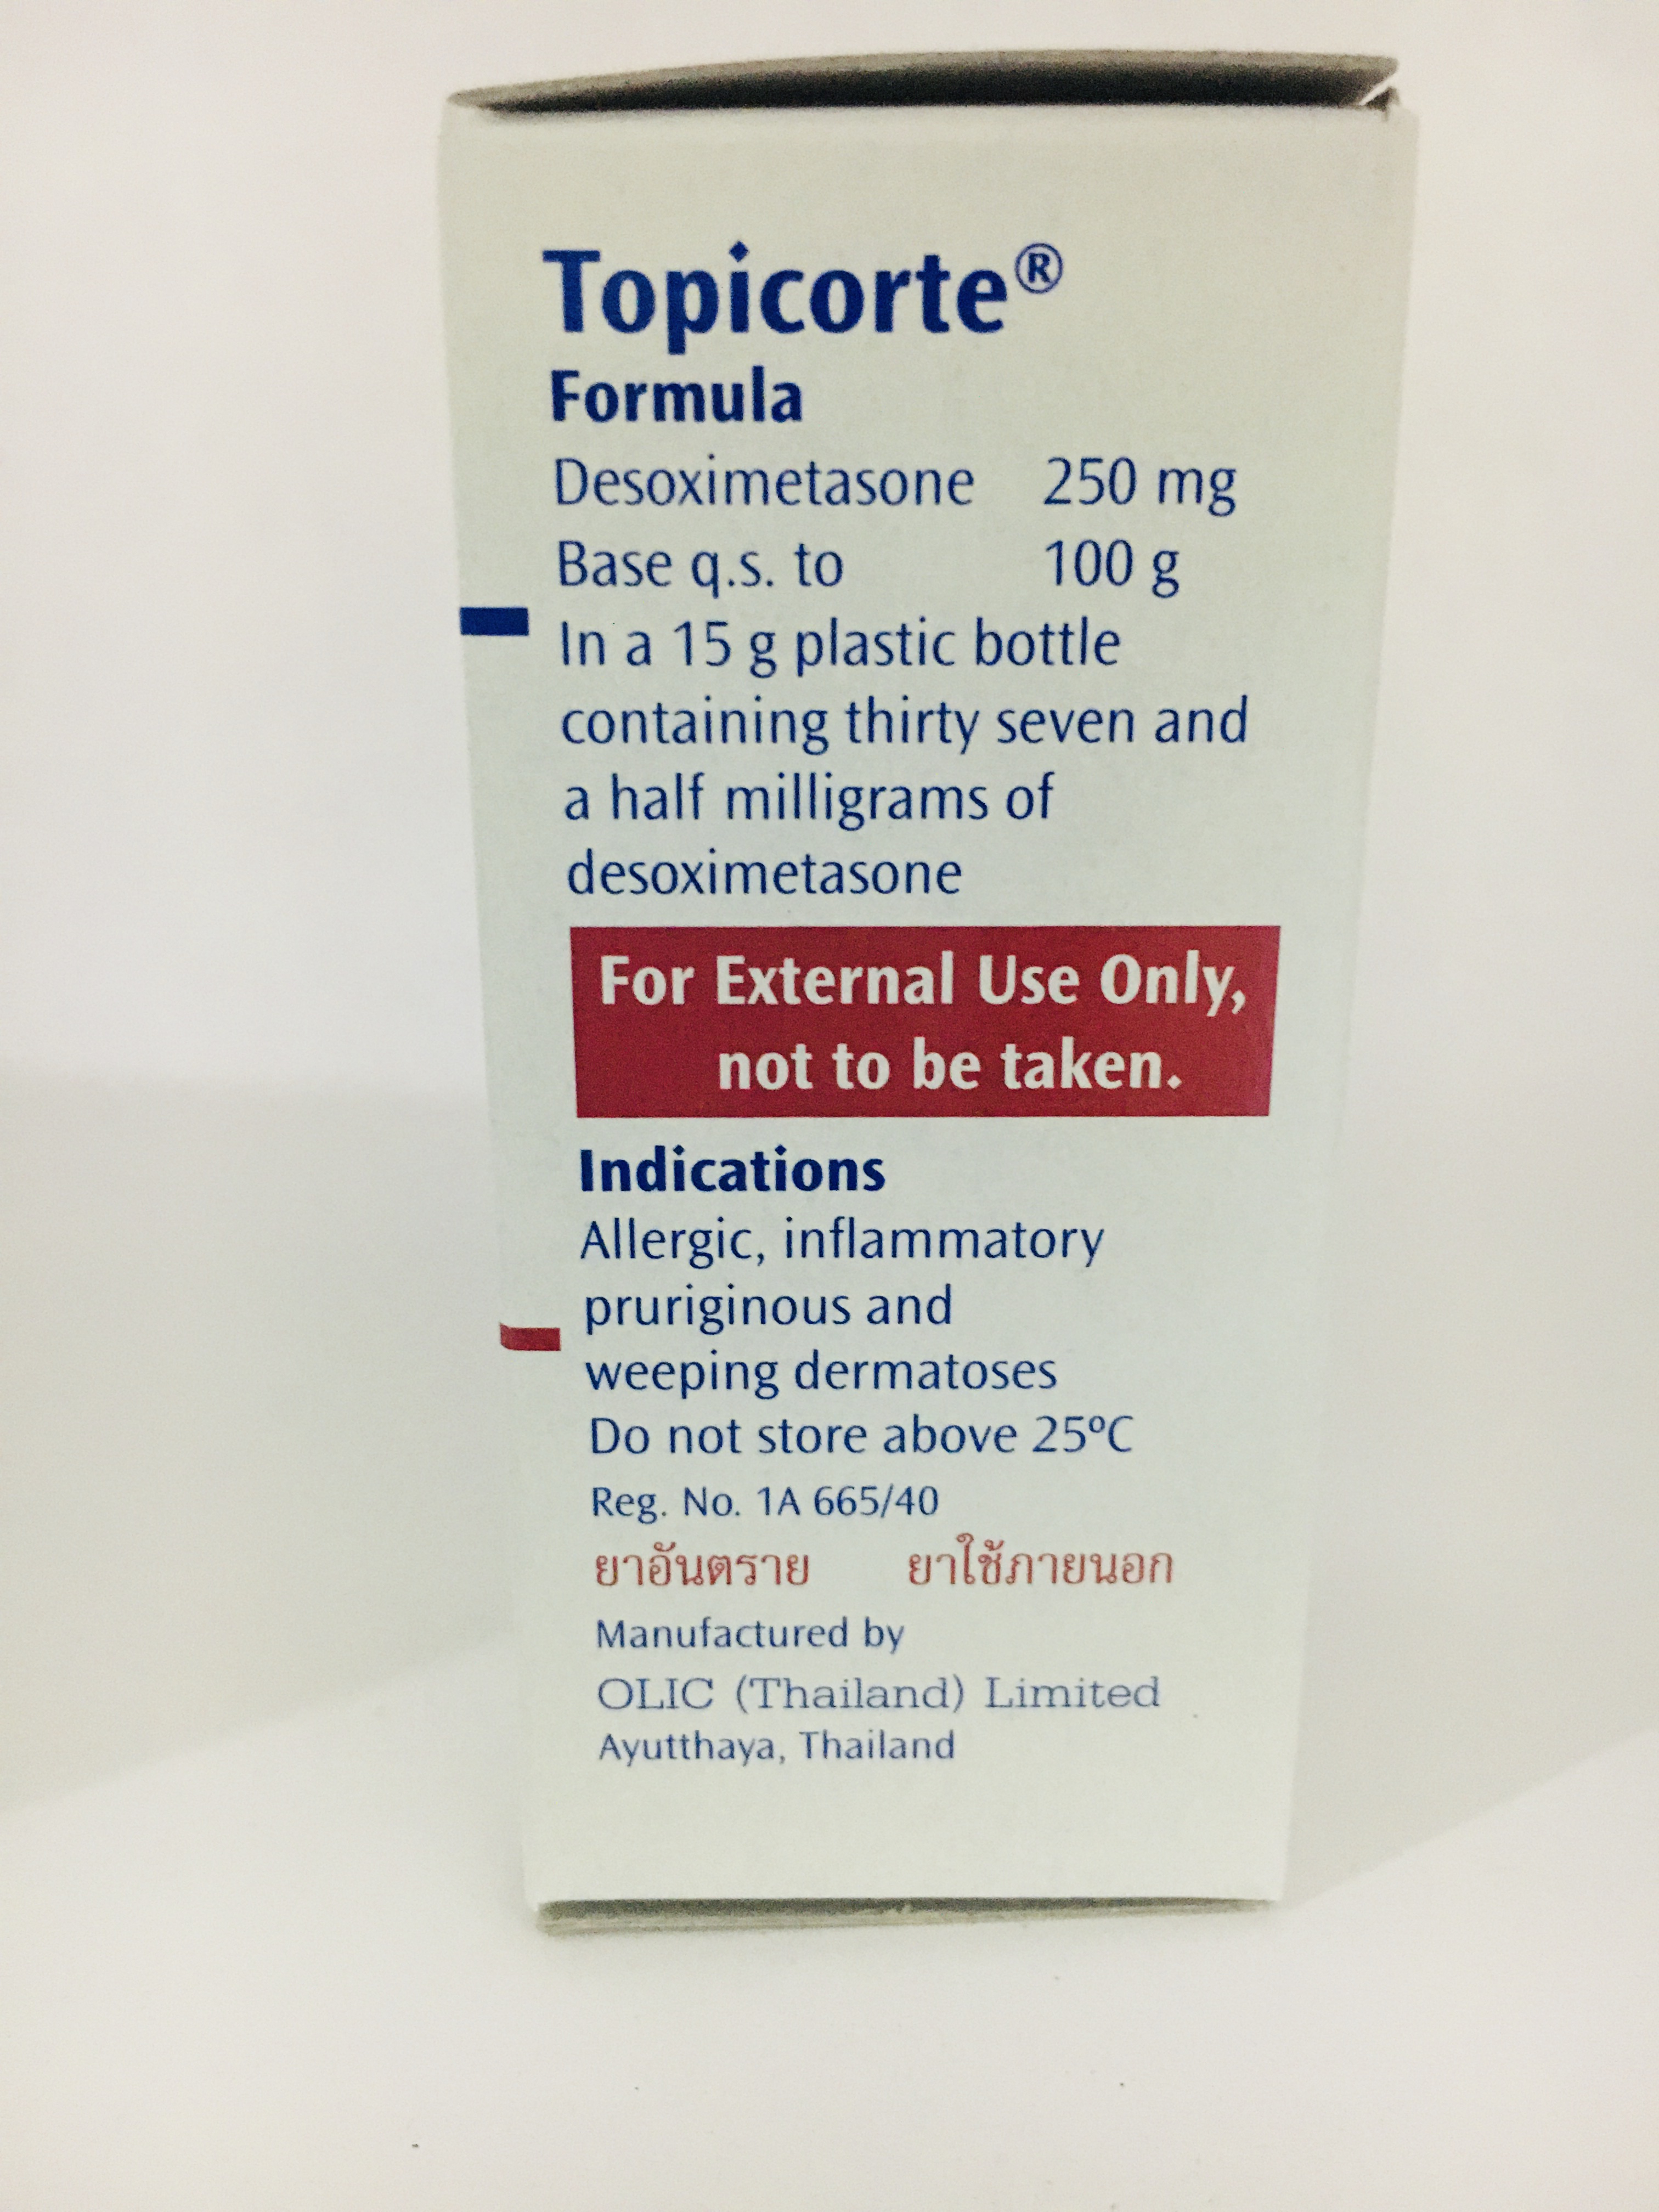 Topicorte®
Formula
Desoximetasone 250 mg
Base q.s. to 100 g
In a 15 g plastic bottle
containing thirty seven and
a half milligrams of
desoximetasone
For External Use Only,
not to be taken.
Indications
Allergic, inflammatory
pruriginous and
weeping dermatoses
Do not store above 25ºC
Reg. No. 1A 665/40
ยาอันตราย ยาใช้ภายนอก
Manufactured by
OLIC (Thailand) Limited
Ayutthaya, Thailand